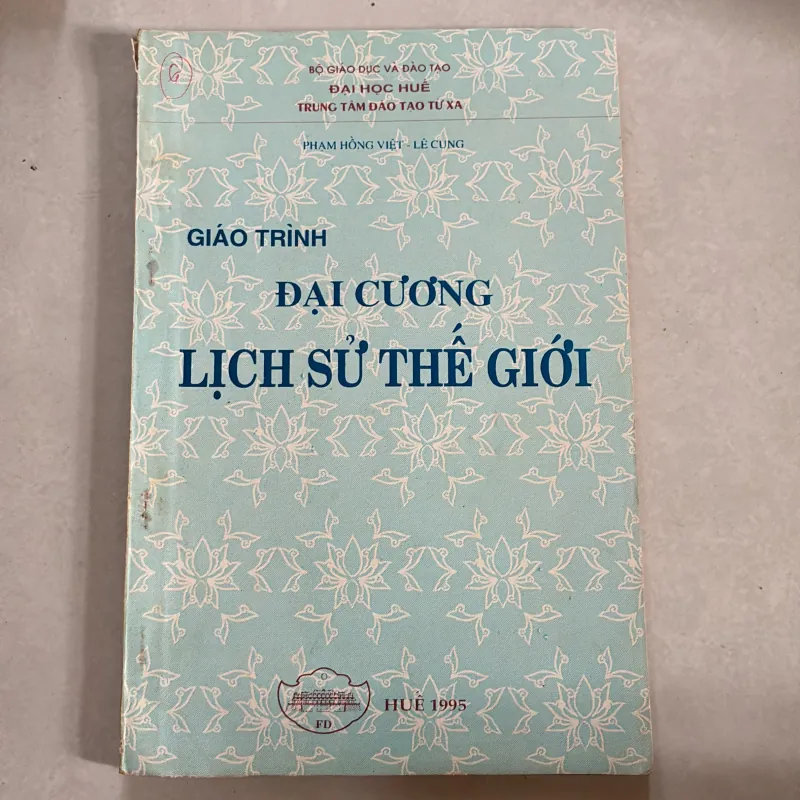 BỘ GIÁO DỤC VÀ ĐÀO TẠO
ĐẠI HỌC HUẾ
TRUNG TÂM ĐÀO TẠO TỪ XA
PHẠM HỒNG VIỆT - LÊ CUNG
GIÁO TRÌNH
ĐẠI CƯƠNG
LỊCH SỬ THẾ GIỚI
FD
HUẾ 1995